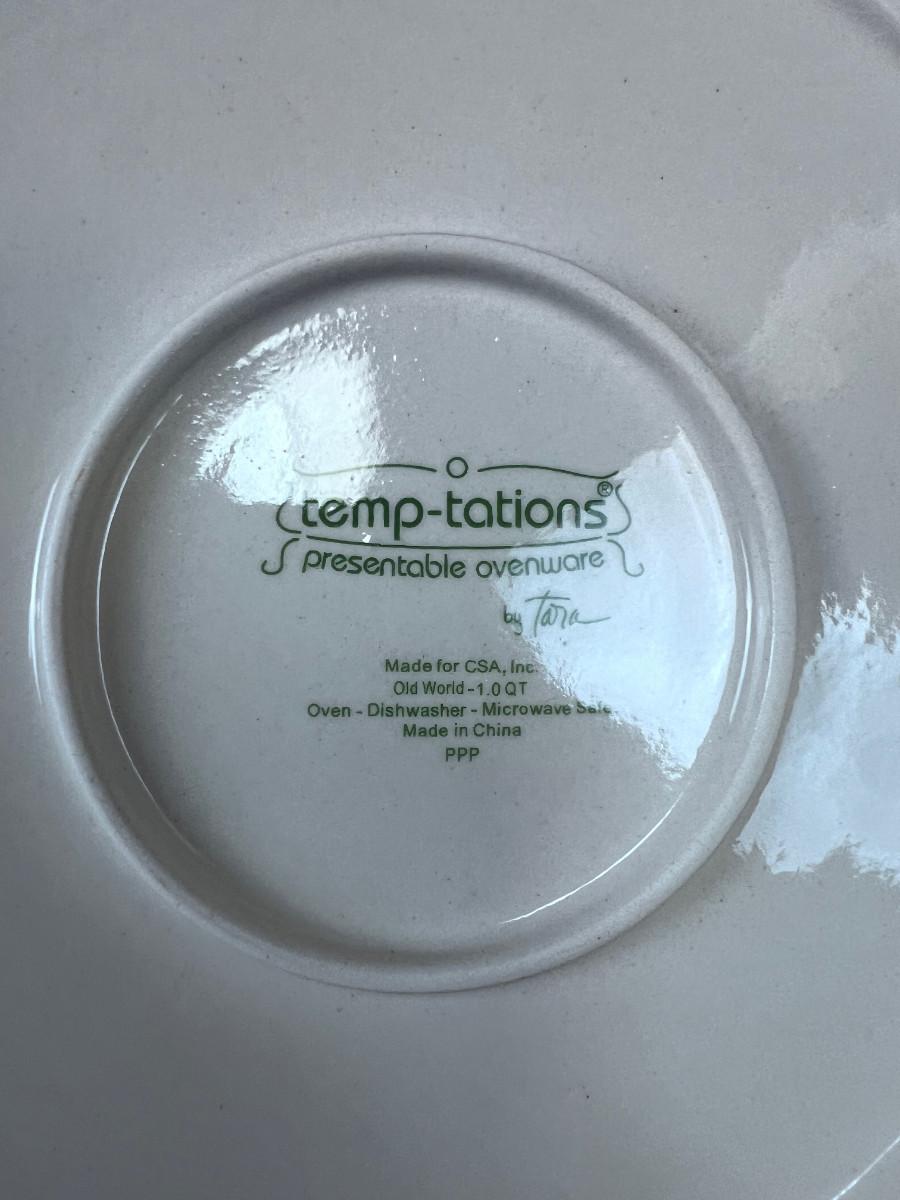 temp-tations®
presentable ovenware
by Tara
Made for CSA, Inc.
Old World-1.0 QT
Oven - Dishwasher - Microwave Safe
Made in China
PPP